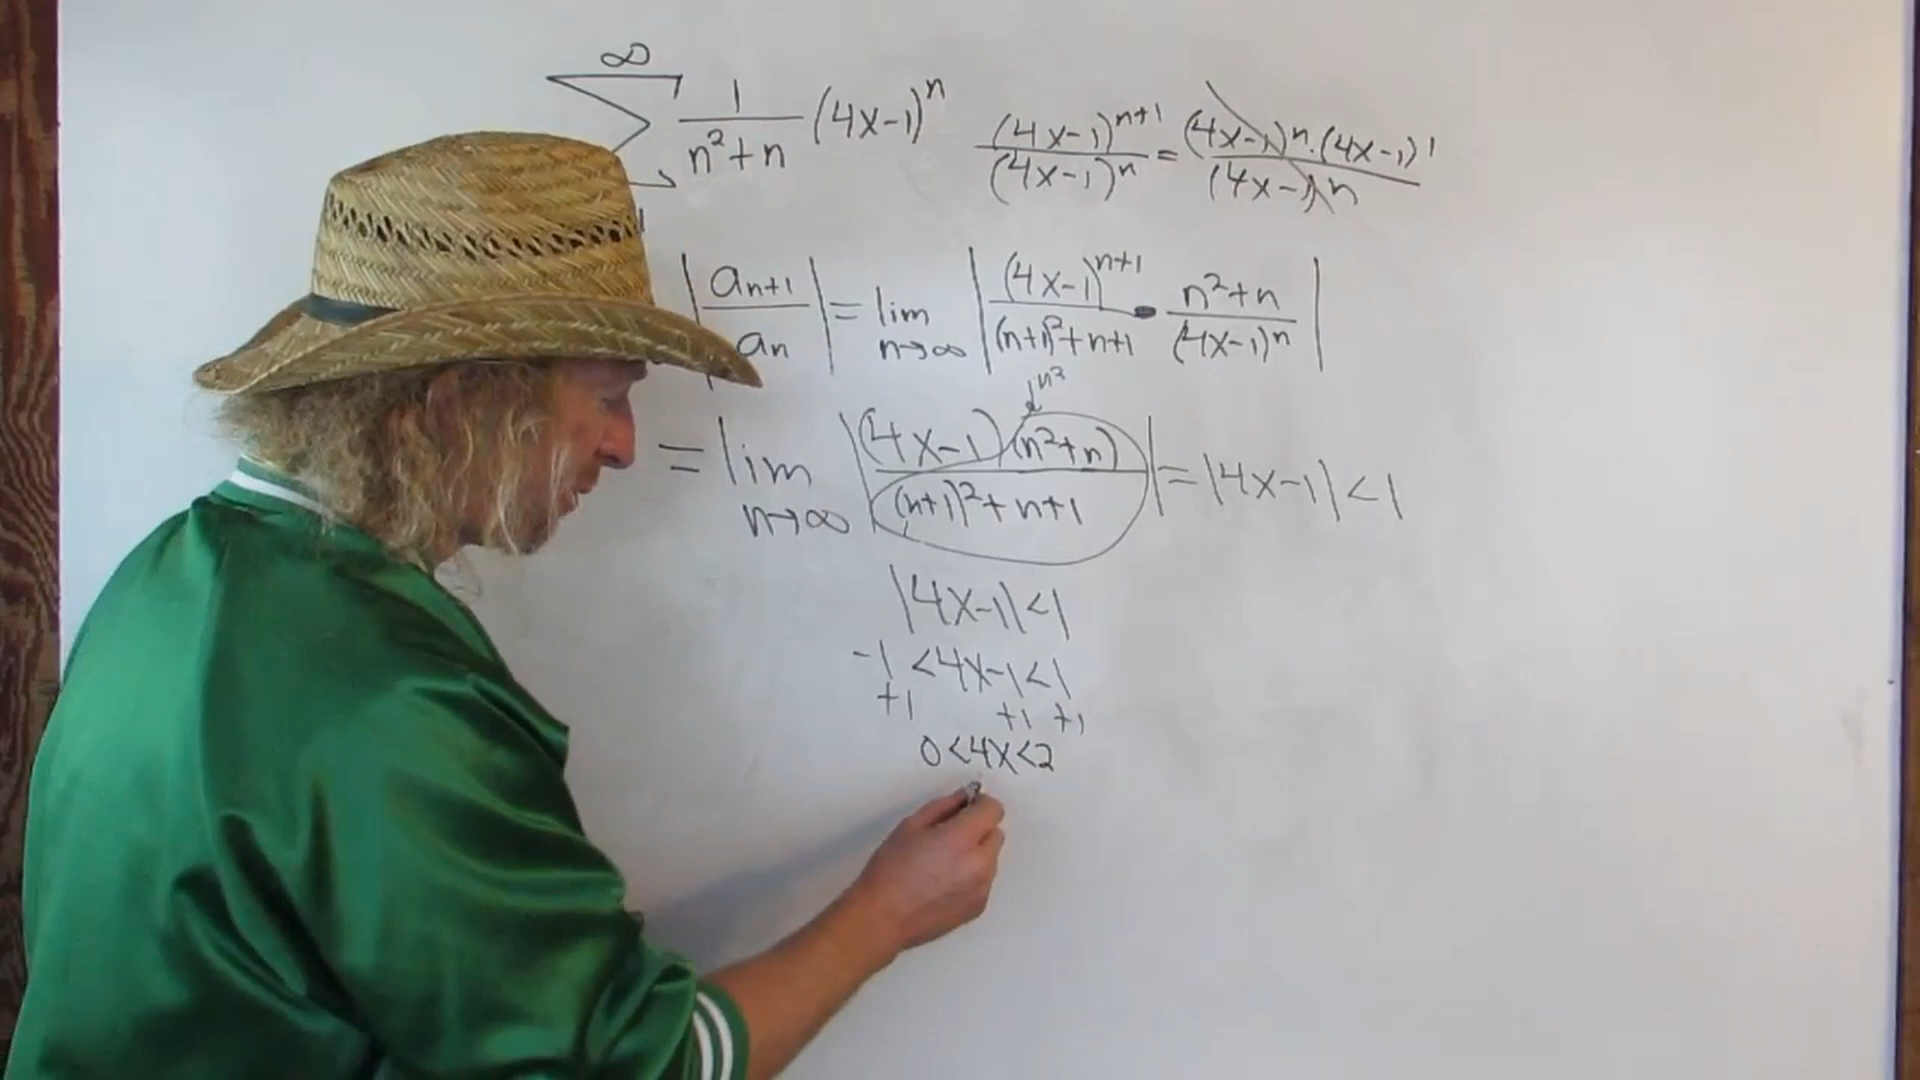 ∞
∑ 1/(n²+n) (4x-1)ⁿ
1
(4x-1)ⁿ⁺¹/(4x-1)ⁿ = (4x-1)ⁿ·(4x-1)¹/(4x-1)ⁿ
|aₙ₊₁/aₙ| = lim n→∞ |(4x-1)ⁿ⁺¹/((n+1)²+n+1) · (n²+n)/(4x-1)ⁿ|
↓n²
= lim n→∞ |(4x-1)(n²+n)/((n+1)²+n+1)| = |4x-1| < 1
|4x-1| < 1
-1 < 4x-1 < 1
+1 +1 +1
0 < 4x < 2